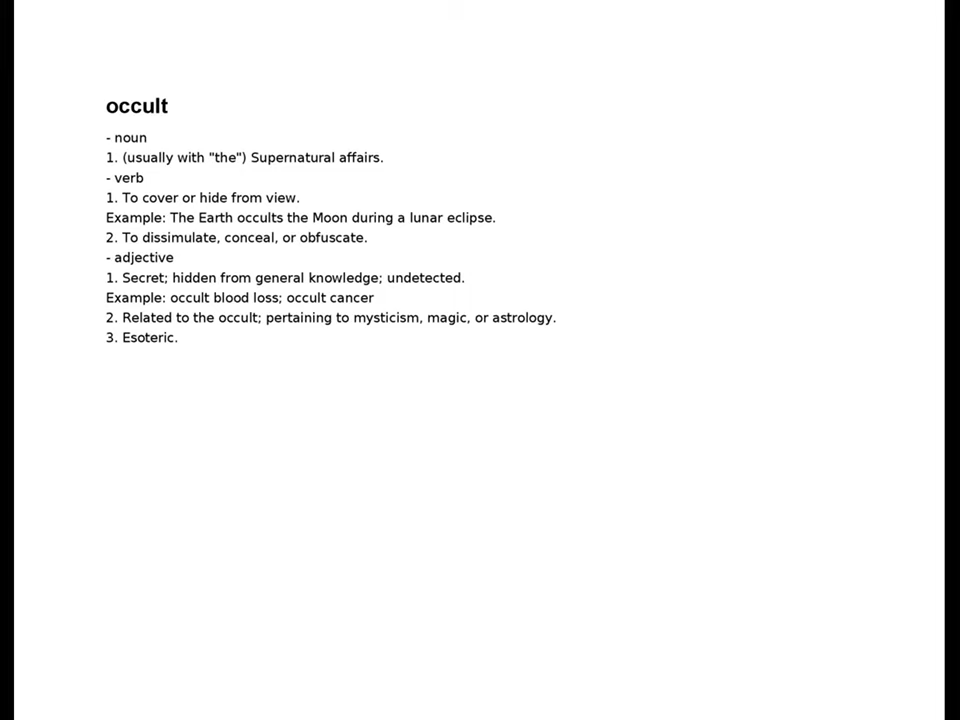 occult
- noun
1. (usually with "the") Supernatural affairs.
- verb
1. To cover or hide from view.
Example: The Earth occults the Moon during a lunar eclipse.
2. To dissimulate, conceal, or obfuscate.
- adjective
1. Secret; hidden from general knowledge; undetected.
Example: occult blood loss; occult cancer
2. Related to the occult; pertaining to mysticism, magic, or astrology.
3. Esoteric.